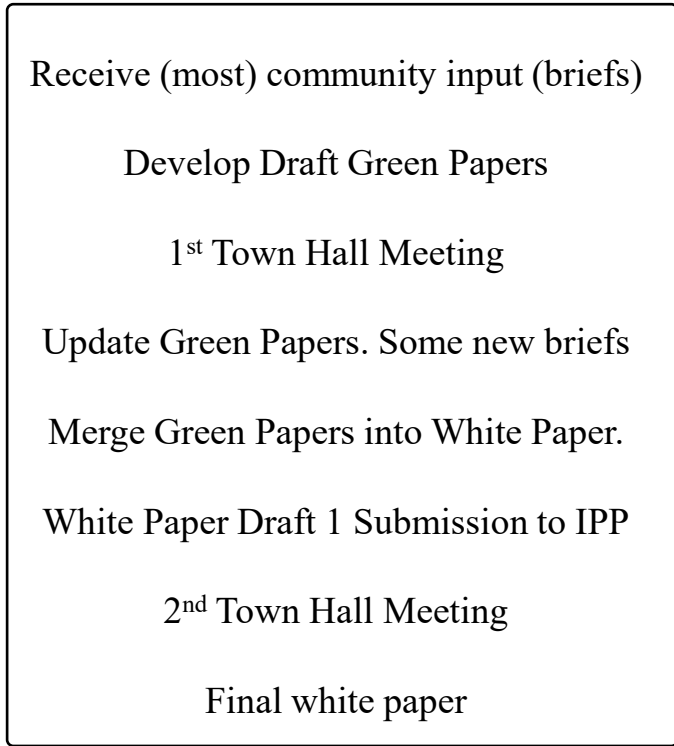 Receive (most) community input (briefs)
Develop Draft Green Papers
1st Town Hall Meeting
Update Green Papers. Some new briefs
Merge Green Papers into White Paper.
White Paper Draft 1 Submission to IPP
2nd Town Hall Meeting
Final white paper